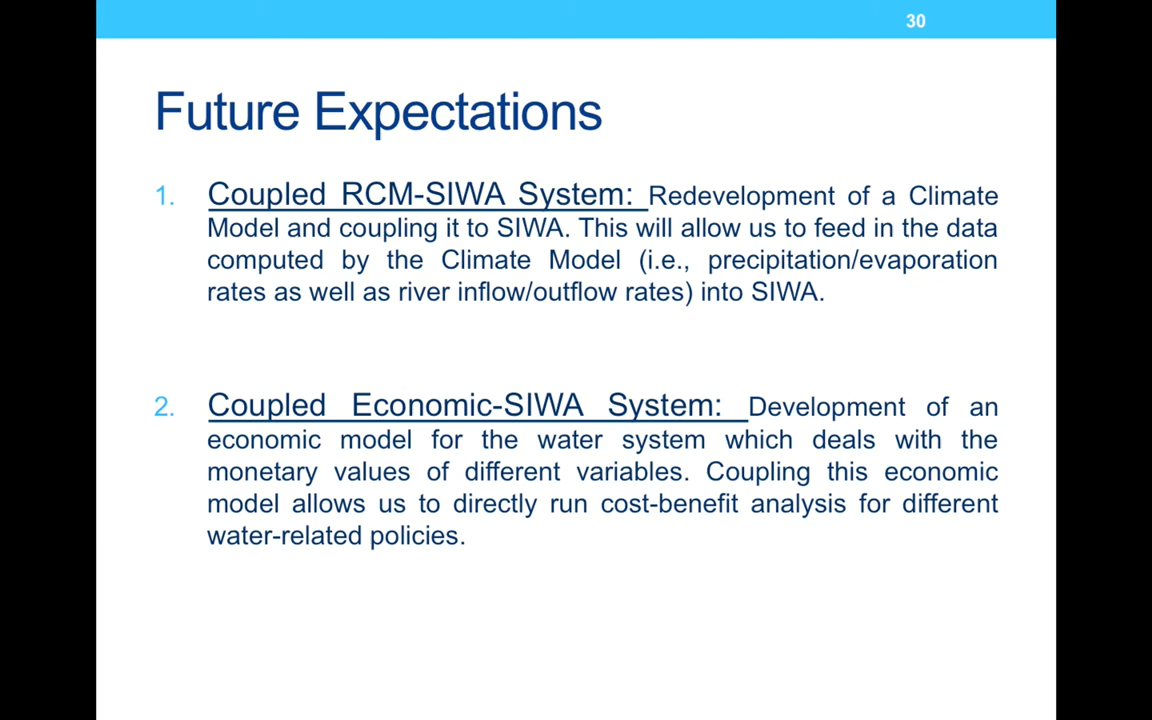 30
Future Expectations
1. Coupled RCM-SIWA System: Redevelopment of a Climate
Model and coupling it to SIWA. This will allow us to feed in the data
computed by the Climate Model (i.e., precipitation/evaporation
rates as well as river inflow/outflow rates) into SIWA.
2. Coupled Economic-SIWA System: Development of an
economic model for the water system which deals with the
monetary values of different variables. Coupling this economic
model allows us to directly run cost-benefit analysis for different
water-related policies.